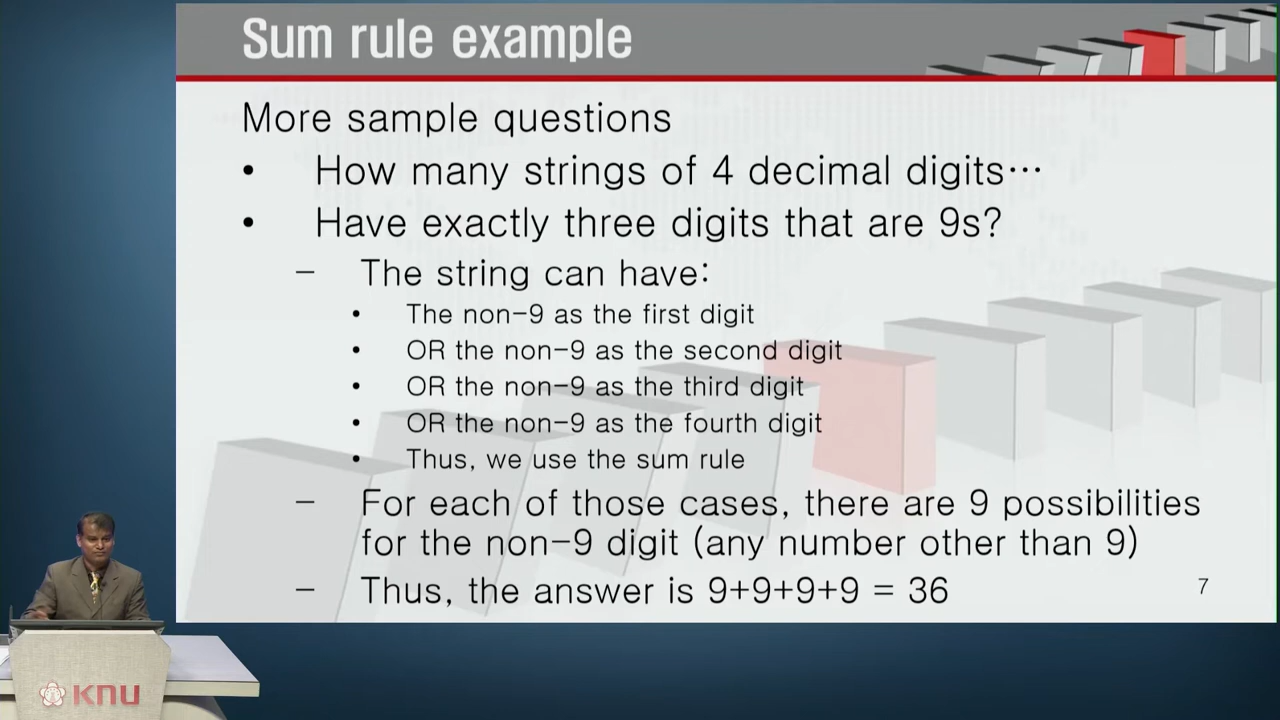 Sum rule example
More sample questions
• How many strings of 4 decimal digits…
• Have exactly three digits that are 9s?
– The string can have:
• The non-9 as the first digit
• OR the non-9 as the second digit
• OR the non-9 as the third digit
• OR the non-9 as the fourth digit
• Thus, we use the sum rule
– For each of those cases, there are 9 possibilities
for the non-9 digit (any number other than 9)
– Thus, the answer is 9+9+9+9 = 36
7
KNU